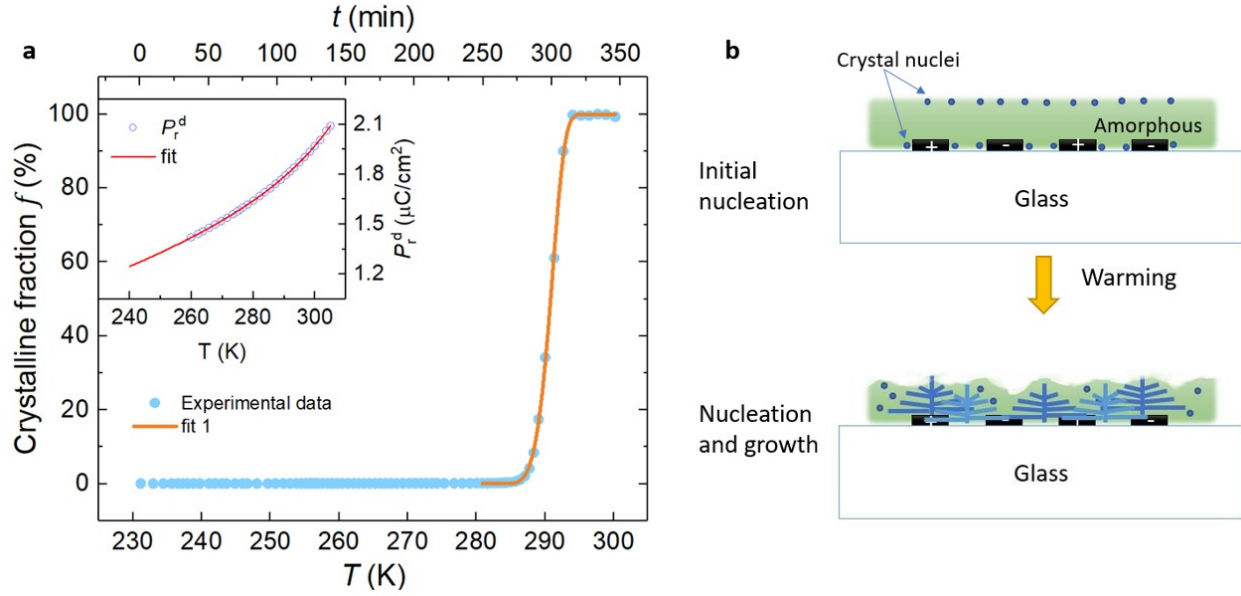 t (min)
a
0 50 100 150 200 250 300 350
Crystalline fraction f (%)
100
80
60
40
20
0
P_r^d
fit
2.1
1.8
1.5
1.2
P_r^d (μC/cm²)
240 260 280 300
T (K)
Experimental data
fit 1
230 240 250 260 270 280 290 300
T (K)
b
Crystal nuclei
Amorphous
+ - + -
Initial
nucleation
Glass
Warming
Nucleation
and growth
+ - + -
Glass